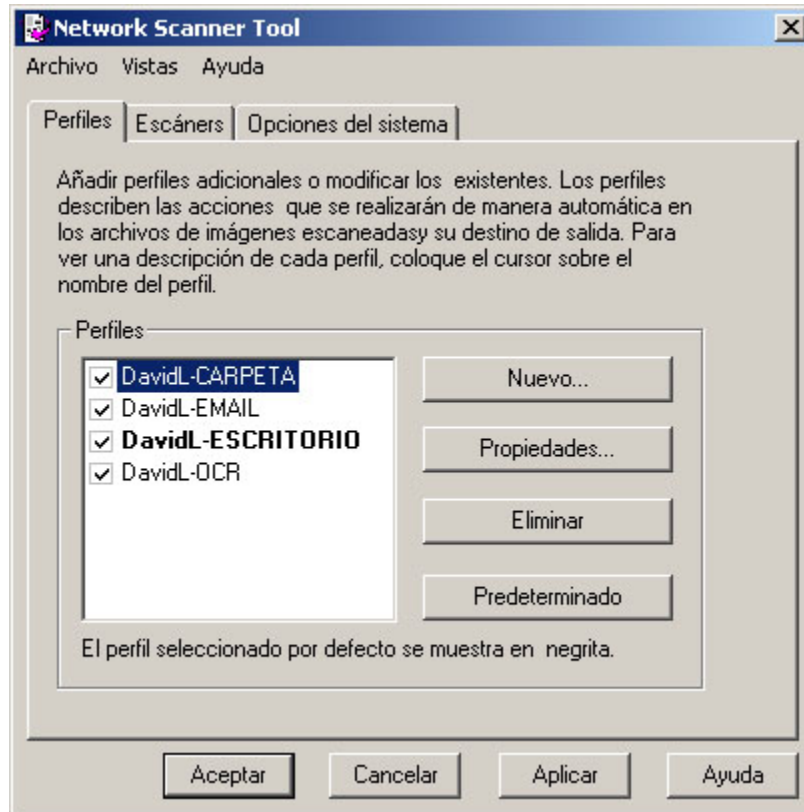 Network Scanner Tool
Archivo Vistas Ayuda
Perfiles Escáners Opciones del sistema
Añadir perfiles adicionales o modificar los existentes. Los perfiles
describen las acciones que se realizarán de manera automática en
los archivos de imágenes escaneadasy su destino de salida. Para
ver una descripción de cada perfil, coloque el cursor sobre el
nombre del perfil.
Perfiles
DavidL-CARPETA
DavidL-EMAIL
DavidL-ESCRITORIO
DavidL-OCR
Nuevo...
Propiedades...
Eliminar
Predeterminado
El perfil seleccionado por defecto se muestra en negrita.
Aceptar Cancelar Aplicar Ayuda